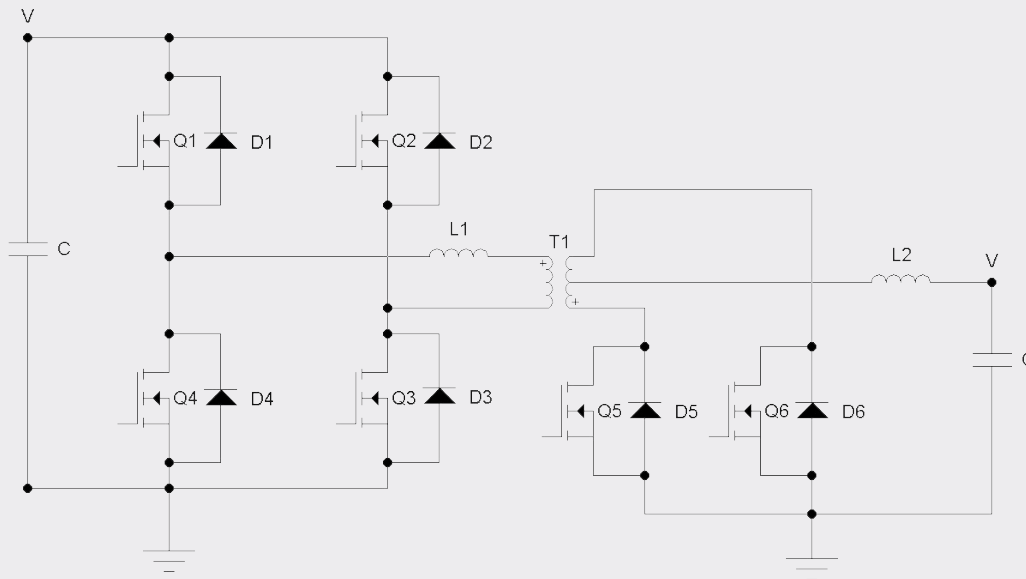 V
Q1 D1 Q2 D2
L1 T1
C
L2 V
Q4 D4 Q3 D3
Q5 D5 Q6 D6
+
+